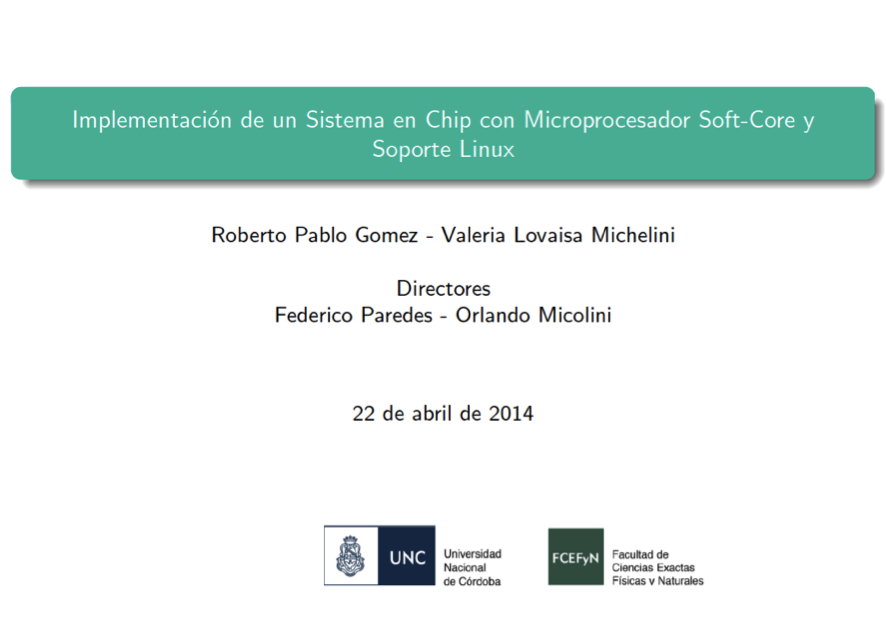 Implementación de un Sistema en Chip con Microprocesador Soft-Core y
Soporte Linux
Roberto Pablo Gomez - Valeria Lovaisa Michelini
Directores
Federico Paredes - Orlando Micolini
22 de abril de 2014
UNC
Universidad
Nacional
de Córdoba
FCEFyN
Facultad de
Ciencias Exactas
Físicas y Naturales